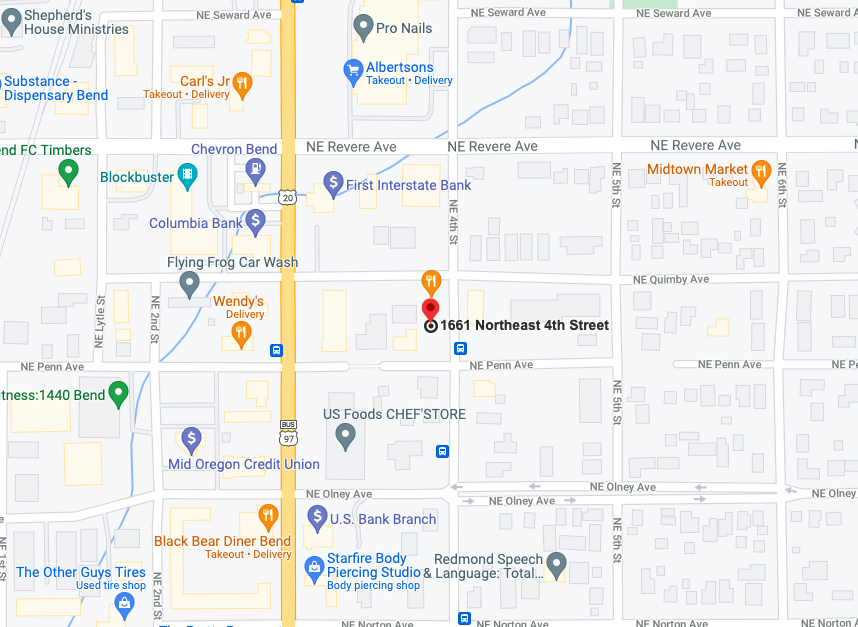 NE Seward Ave
NE Seward Ave
NE Seward Ave
NE Seward A
Shepherd's
House Ministries
Pro Nails
Substance -
Dispensary Bend
Carl's Jr
Takeout • Delivery
Albertsons
Takeout • Delivery
end FC Timbers
Chevron Bend
NE Revere Ave
NE Revere Ave
NE Revere Ave
N
Blockbuster
First Interstate Bank
Midtown Market
Takeout
20
Columbia Bank
NE 4th St
NE 5th St
NE 6th St
Flying Frog Car Wash
NE Quimby Ave
NE Lytle St
NE 2nd St
Wendy's
Delivery
1661 Northeast 4th Street
NE Penn Ave
NE Penn Ave
NE Penn Ave
NE Pe
itness:1440 Bend
US Foods CHEF'STORE
NE 5th St
BUS
97
Mid Oregon Credit Union
NE Olney Ave
NE Olney Ave
NE Olney Ave
NE Olney
e
U.S. Bank Branch
Black Bear Diner Bend
Takeout • Delivery
NE 1st St
NE 2nd St
NE 5th St
Starfire Body
Piercing Studio
Body piercing shop
Redmond Speech
& Language: Total...
The Other Guys Tires
Used tire shop
NE Norton Ave
NE Norton Ave
NE Norton Ave
NE Norton